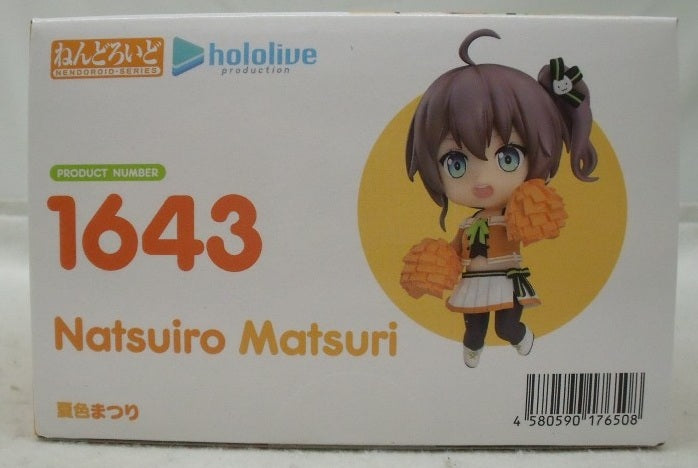 ねんどろいど
NENDOROID-SERIES
hololive
production
PRODUCT NUMBER
1643
Natsuiro Matsuri
夏色まつり
4 580590 176508